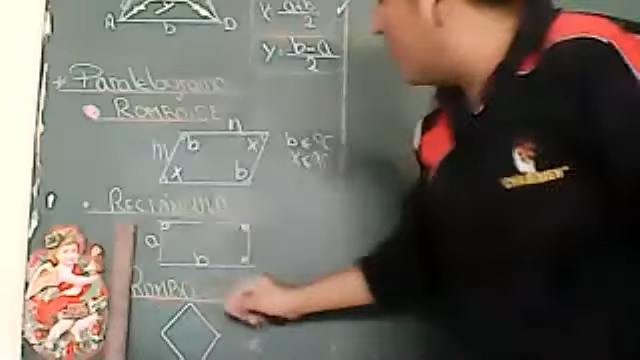 A b D
x = a+b/2
y = b-a/2
* Paralelogramo
• ROMBOIDE
n
m b x
x b
• RECTANGULO
a
b
ROMBO